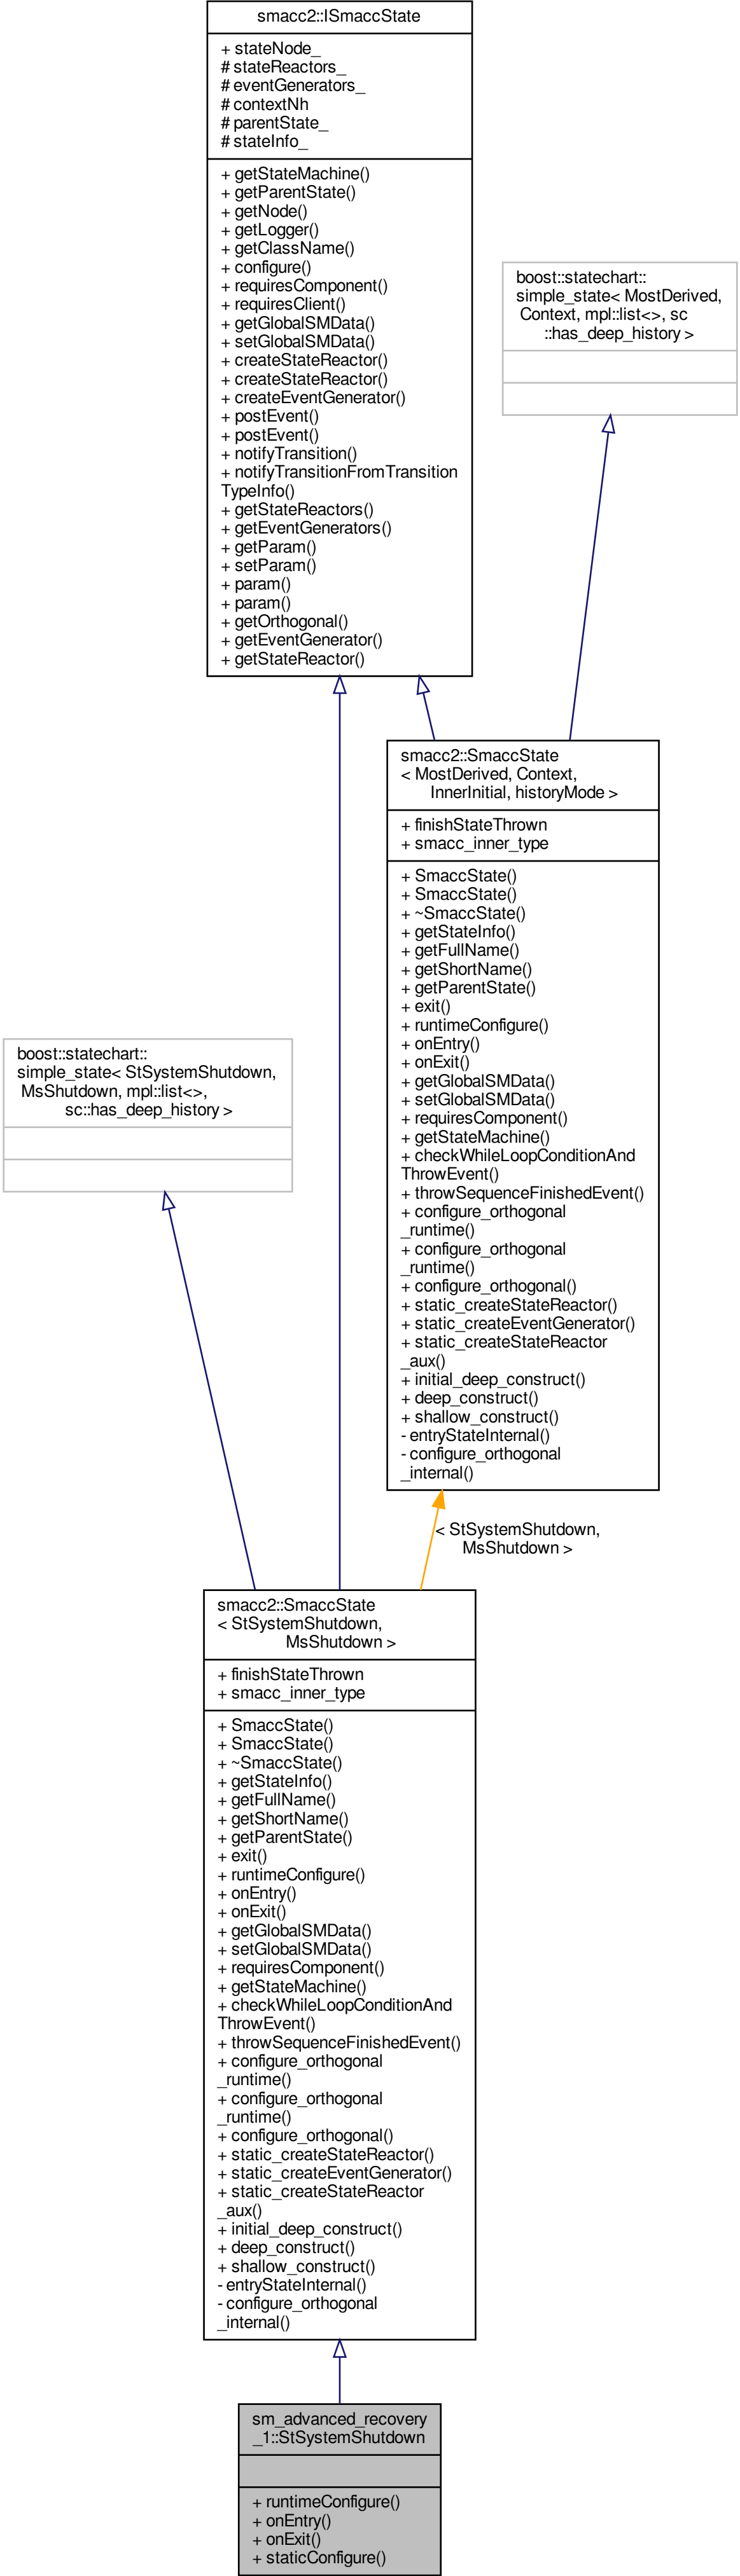 smacc2::ISmaccState
+ stateNode_
# stateReactors_
# eventGenerators_
# contextNh
# parentState_
# stateInfo_
+ getStateMachine()
+ getParentState()
+ getNode()
+ getLogger()
+ getClassName()
+ configure()
+ requiresComponent()
+ requiresClient()
+ getGlobalSMData()
+ setGlobalSMData()
+ createStateReactor()
+ createStateReactor()
+ createEventGenerator()
+ postEvent()
+ postEvent()
+ notifyTransition()
+ notifyTransitionFromTransition
TypeInfo()
+ getStateReactors()
+ getEventGenerators()
+ getParam()
+ setParam()
+ param()
+ param()
+ getOrthogonal()
+ getEventGenerator()
+ getStateReactor()
boost::statechart::
simple_state< MostDerived,
Context, mpl::list<>, sc
::has_deep_history >
smacc2::SmaccState
< MostDerived, Context,
InnerInitial, historyMode >
+ finishStateThrown
+ smacc_inner_type
+ SmaccState()
+ SmaccState()
+ ~SmaccState()
+ getStateInfo()
+ getFullName()
+ getShortName()
+ getParentState()
+ exit()
+ runtimeConfigure()
+ onEntry()
+ onExit()
+ getGlobalSMData()
+ setGlobalSMData()
+ requiresComponent()
+ getStateMachine()
+ checkWhileLoopConditionAnd
ThrowEvent()
+ throwSequenceFinishedEvent()
+ configure_orthogonal
_runtime()
+ configure_orthogonal
_runtime()
+ configure_orthogonal()
+ static_createStateReactor()
+ static_createEventGenerator()
+ static_createStateReactor
_aux()
+ initial_deep_construct()
+ deep_construct()
+ shallow_construct()
- entryStateInternal()
- configure_orthogonal
_internal()
boost::statechart::
simple_state< StSystemShutdown,
MsShutdown, mpl::list<>,
sc::has_deep_history >
< StSystemShutdown,
MsShutdown >
smacc2::SmaccState
< StSystemShutdown,
MsShutdown >
+ finishStateThrown
+ smacc_inner_type
+ SmaccState()
+ SmaccState()
+ ~SmaccState()
+ getStateInfo()
+ getFullName()
+ getShortName()
+ getParentState()
+ exit()
+ runtimeConfigure()
+ onEntry()
+ onExit()
+ getGlobalSMData()
+ setGlobalSMData()
+ requiresComponent()
+ getStateMachine()
+ checkWhileLoopConditionAnd
ThrowEvent()
+ throwSequenceFinishedEvent()
+ configure_orthogonal
_runtime()
+ configure_orthogonal
_runtime()
+ configure_orthogonal()
+ static_createStateReactor()
+ static_createEventGenerator()
+ static_createStateReactor
_aux()
+ initial_deep_construct()
+ deep_construct()
+ shallow_construct()
- entryStateInternal()
- configure_orthogonal
_internal()
sm_advanced_recovery
_1::StSystemShutdown
+ runtimeConfigure()
+ onEntry()
+ onExit()
+ staticConfigure()